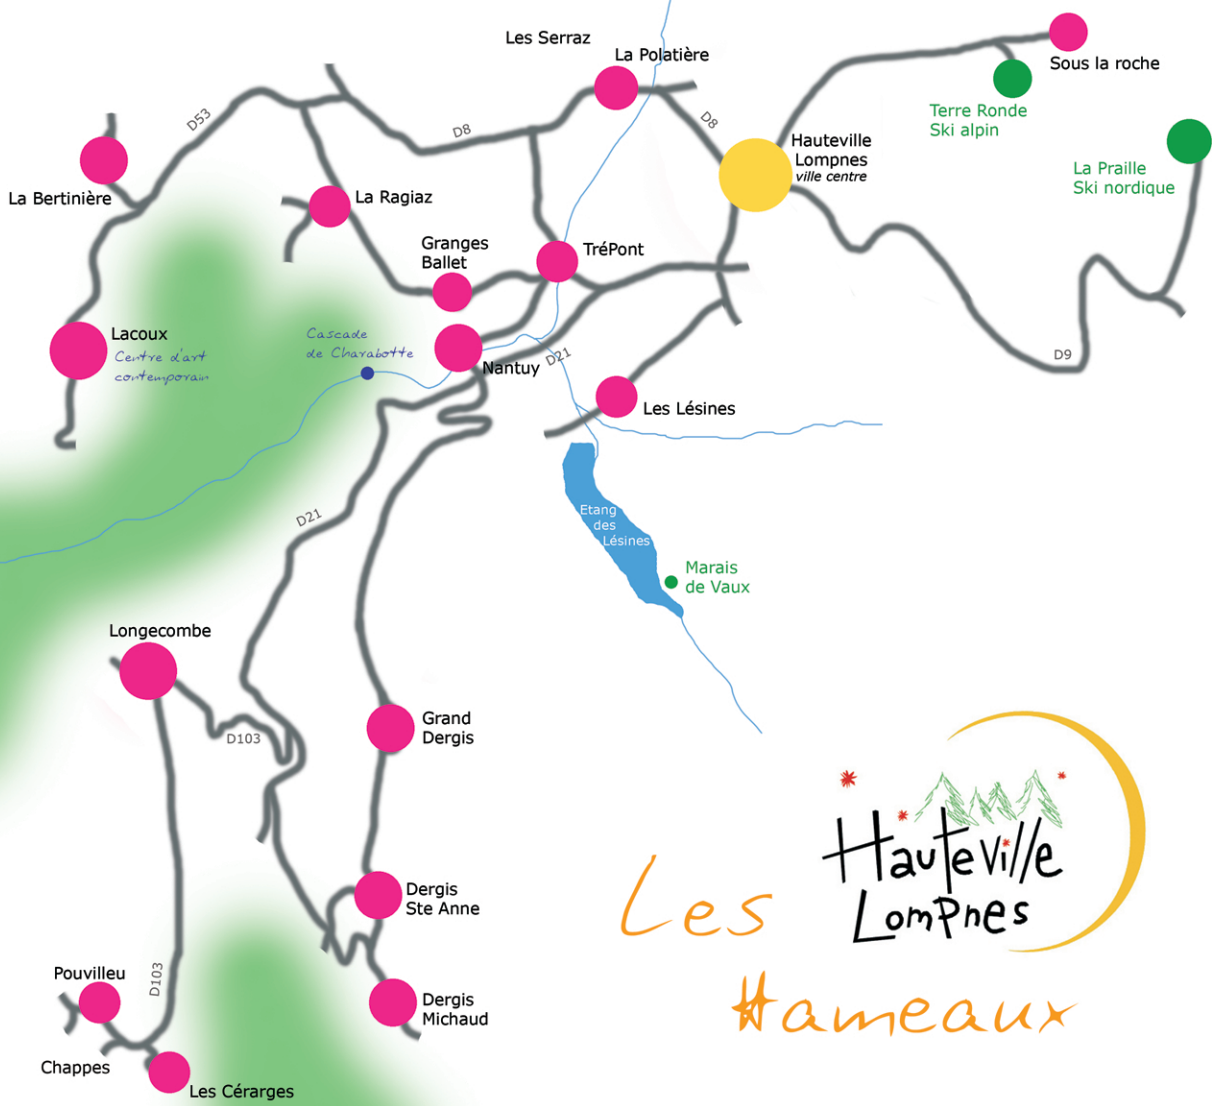 Les Serraz
La Polatière
Sous la roche
Terre Ronde
Ski alpin
D53
D8
D8
Hauteville
Lompnes
ville centre
La Praille
Ski nordique
La Bertinière
La Ragiaz
Granges
Ballet
TréPont
Lacoux
Centre d'art
contemporain
Cascade
de Charabotte
Nantuy
D21
D9
Les Lésines
D21
Etang
des
Lésines
Marais
de Vaux
Longecombe
D103
Grand
Dergis
Hauteville
Lompnes
Les
Hameaux
Dergis
Ste Anne
Pouvilleu
D103
Dergis
Michaud
Chappes
Les Cérarges